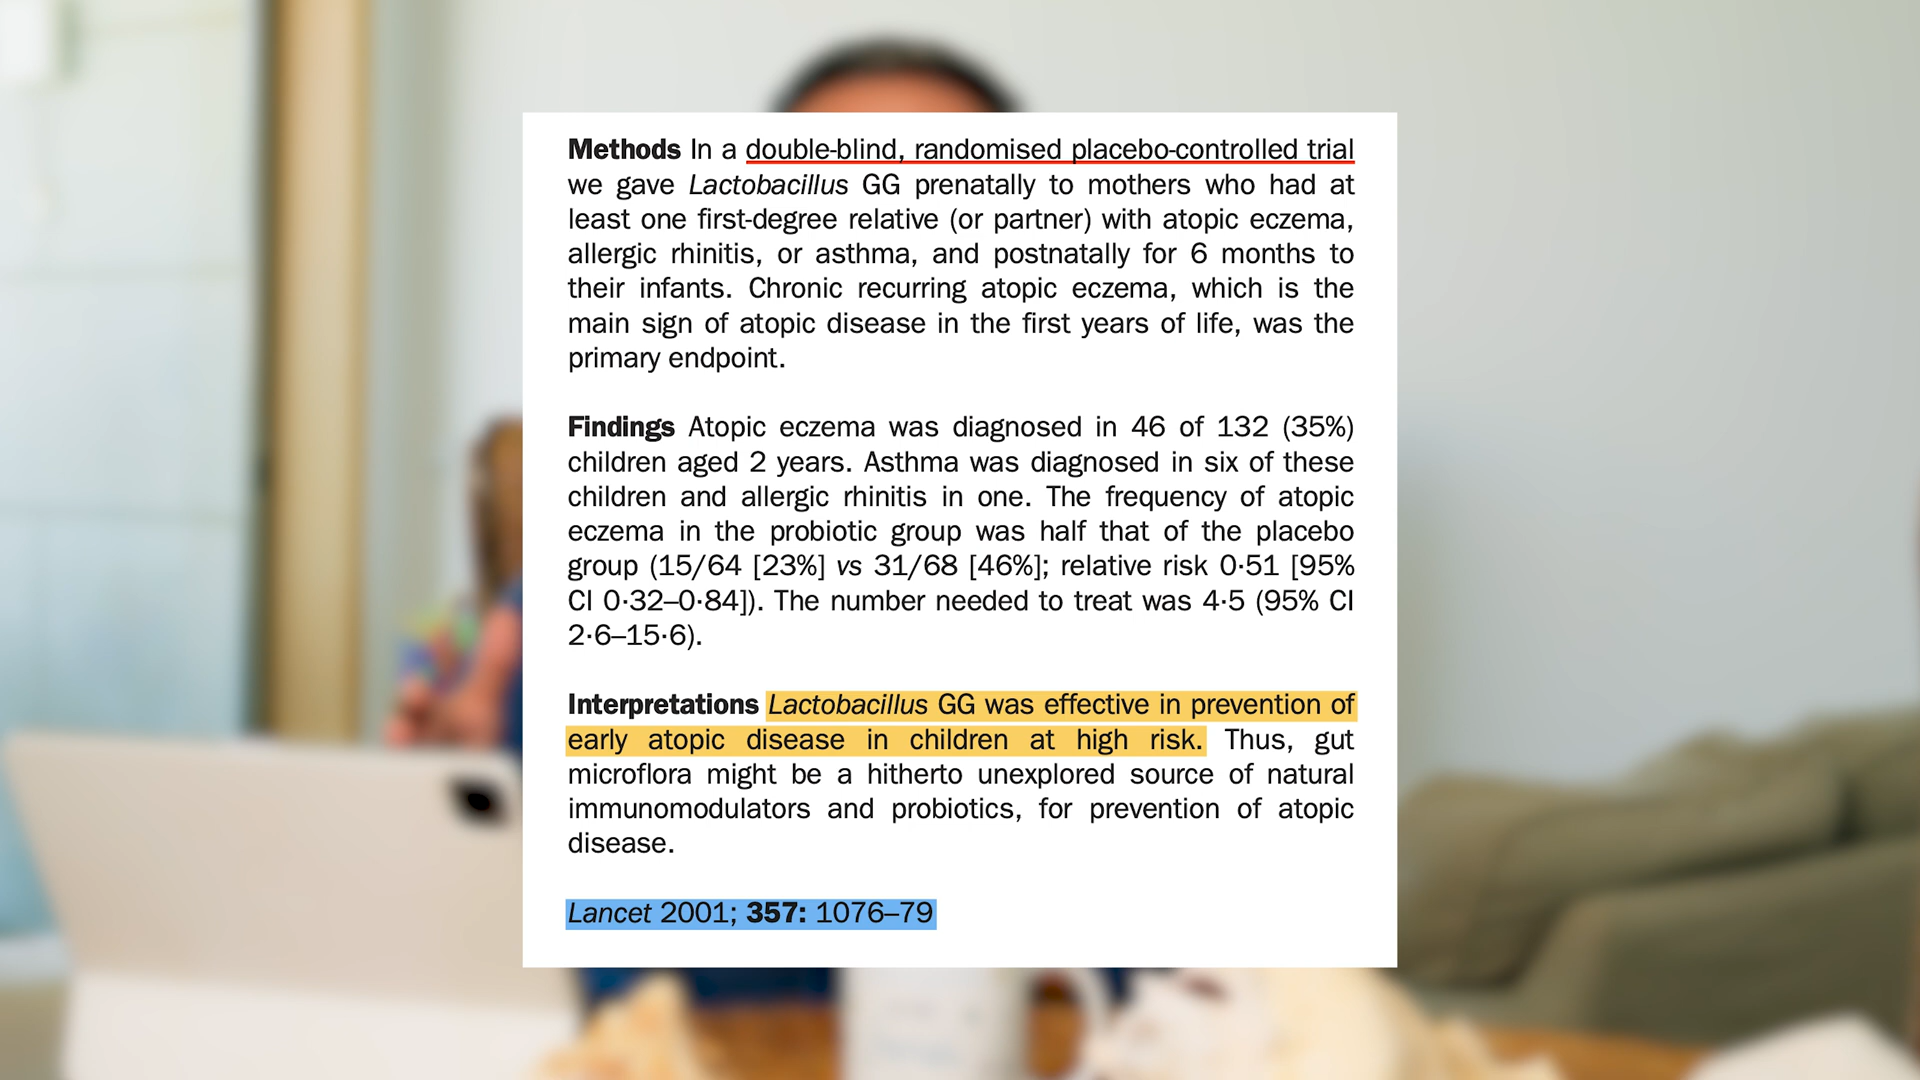 Methods In a double-blind, randomised placebo-controlled trial
we gave Lactobacillus GG prenatally to mothers who had at
least one first-degree relative (or partner) with atopic eczema,
allergic rhinitis, or asthma, and postnatally for 6 months to
their infants. Chronic recurring atopic eczema, which is the
main sign of atopic disease in the first years of life, was the
primary endpoint.
Findings Atopic eczema was diagnosed in 46 of 132 (35%)
children aged 2 years. Asthma was diagnosed in six of these
children and allergic rhinitis in one. The frequency of atopic
eczema in the probiotic group was half that of the placebo
group (15/64 [23%] vs 31/68 [46%]; relative risk 0·51 [95%
CI 0·32–0·84]). The number needed to treat was 4·5 (95% CI
2·6–15·6).
Interpretations Lactobacillus GG was effective in prevention of
early atopic disease in children at high risk. Thus, gut
microflora might be a hitherto unexplored source of natural
immunomodulators and probiotics, for prevention of atopic
disease.
Lancet 2001; 357: 1076–79